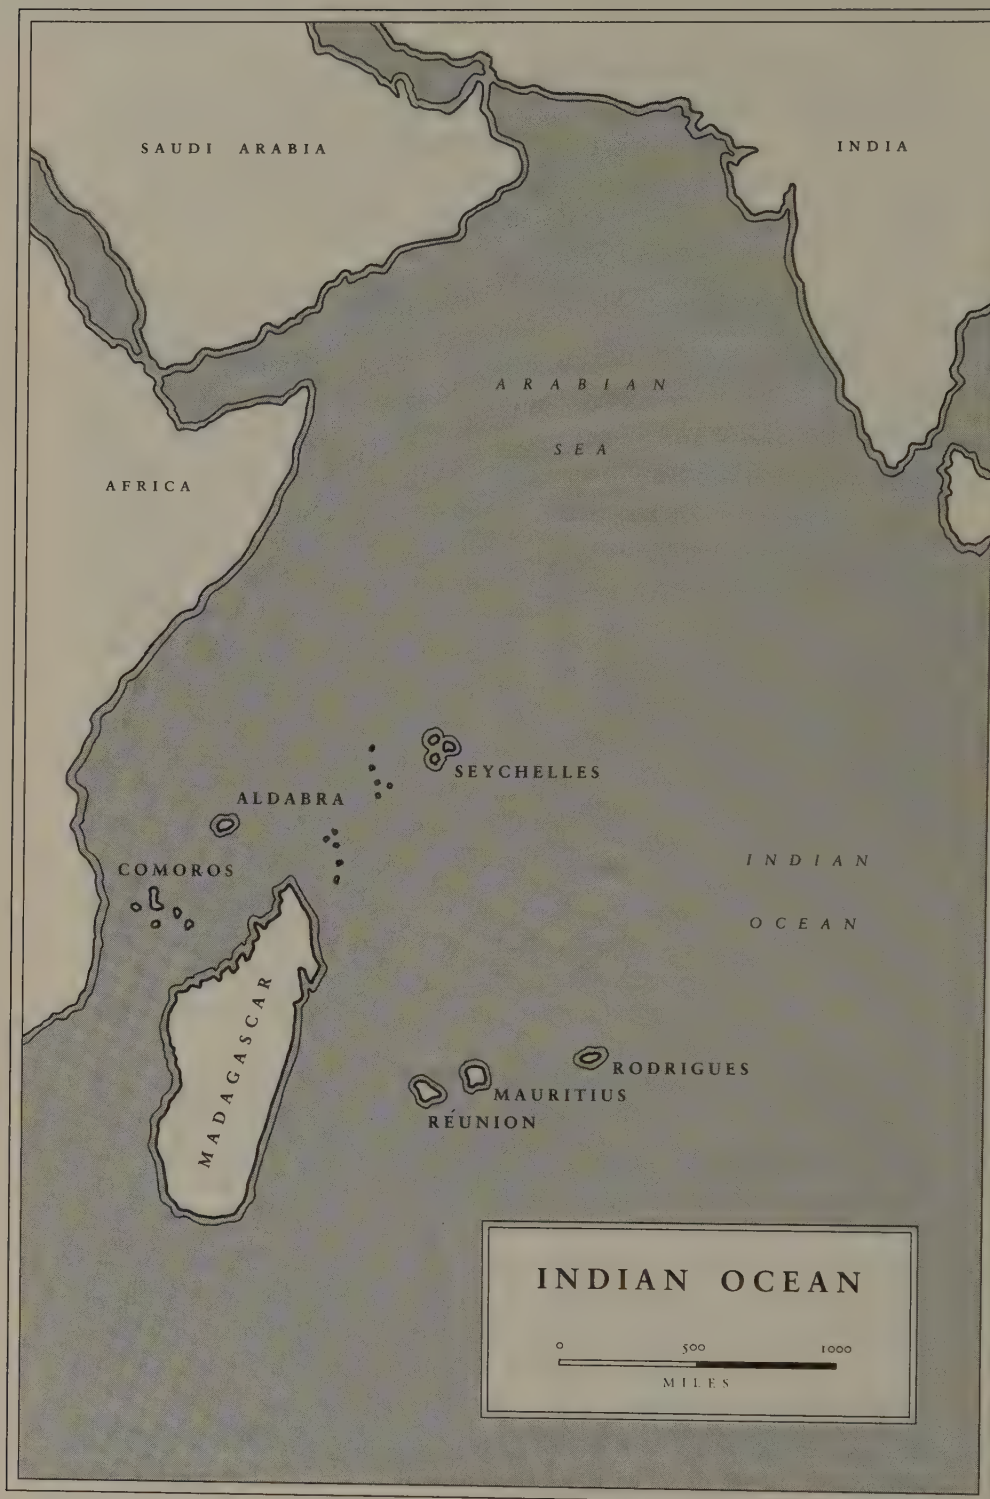 SAUDI ARABIA
INDIA
ARABIAN
SEA
AFRICA
SEYCHELLES
ALDABRA
COMOROS
INDIAN
OCEAN
MADAGASCAR
RODRIGUES
MAURITIUS
RÉUNION
INDIAN OCEAN
0 500 1000
MILES